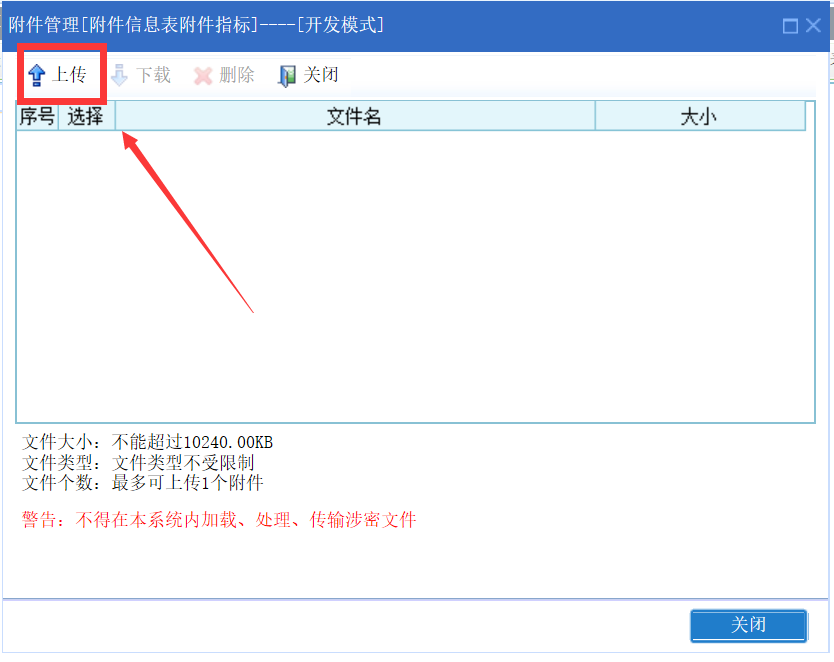 附件管理[附件信息表附件指标]----[开发模式]
上传 下载 删除 关闭
序号 选择 文件名 大小
文件大小: 不能超过10240.00KB
文件类型: 文件类型不受限制
文件个数: 最多可上传1个附件
警告: 不得在本系统内加载、处理、传输涉密文件
关闭